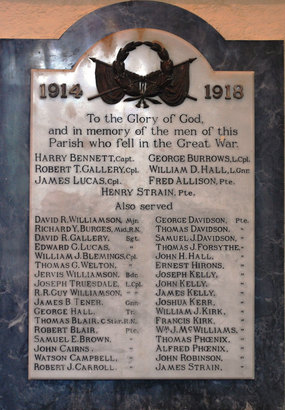 1914 1918
To the Glory of God,
and in memory of the men of this
Parish who fell in the Great War.
HARRY BENNETT, Capt. GEORGE BURROWS, L.Cpl.
ROBERT T. GALLERY, Cpl. WILLIAM D. HALL, L.Gnr.
JAMES LUCAS, Cpl. FRED ALLISON, Pte.
HENRY STRAIN, Pte.
Also served
DAVID R. WILLIAMSON, Mjr. GEORGE DAVIDSON, Pte.
RICHARD Y. BURGES, Mid. R.N. THOMAS DAVIDSON, "
DAVID R. GALLERY, Sgt. SAMUEL J. DAVIDSON, "
EDWARD G. LUCAS, " THOMAS J. FORSYTHE, "
WILLIAM J. BLEMINGS, Cpl. JOHN H. HALL, "
THOMAS G. WELTON, " ERNEST HIRONS, "
JERVIS WILLIAMSON, Bdr. JOSEPH KELLY, "
JOSEPH TRUESDALE, L.Cpl. JOHN KELLY, "
R.R. GUY WILLIAMSON, " " JAMES KELLY, "
JAMES B TENER, Gnr. JOSHUA KERR, "
GEORGE HALL, Tr. WILLIAM J. KIRK, "
THOMAS BLAIR, R.N. FRANCIS KIRK, "
ROBERT BLAIR, Pte. WM J. McWILLIAMS, "
SAMUEL E. BROWN, " THOMAS PHŒNIX, "
JOHN CAIRNS " ALFRED PHŒNIX, "
WATSON CAMPBELL, " JOHN ROBINSON, "
ROBERT J. CARROLL " JAMES STRAIN, "